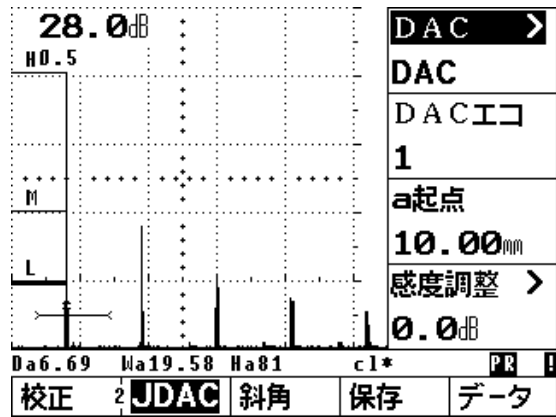 28.0dB
H0.5
M
L
DAC >
DAC
DACエコ
1
a起点
10.00mm
感度調整 >
0.0dB
Da6.69 Wa19.58 Ha81 cl* PR
校正 2 JDAC 斜角 保存 データ